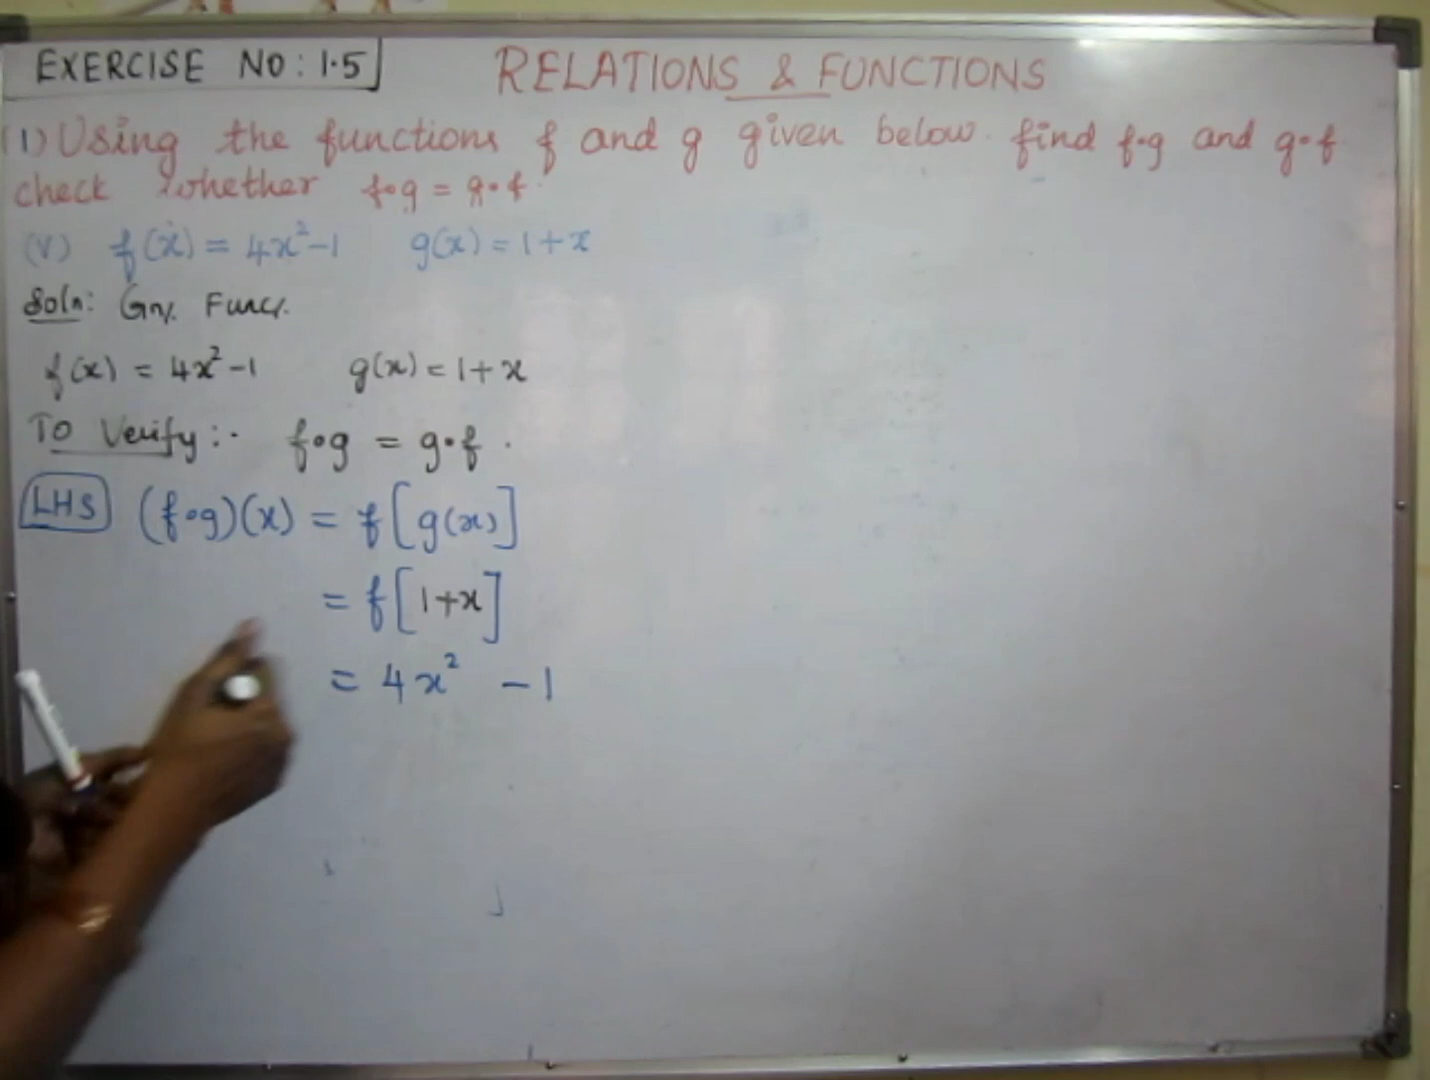 EXERCISE NO: 1.5
RELATIONS & FUNCTIONS
(1) Using the functions f and g given below. find f∘g and g∘f
check whether f∘g = g∘f.
(V) f(x) = 4x²-1 g(x) = 1+x
Soln: Gn. Func.
f(x) = 4x²-1 g(x) = 1+x
To Verify:- f∘g = g∘f.
LHS (f∘g)(x) = f[g(x)]
= f[1+x]
= 4x² -1